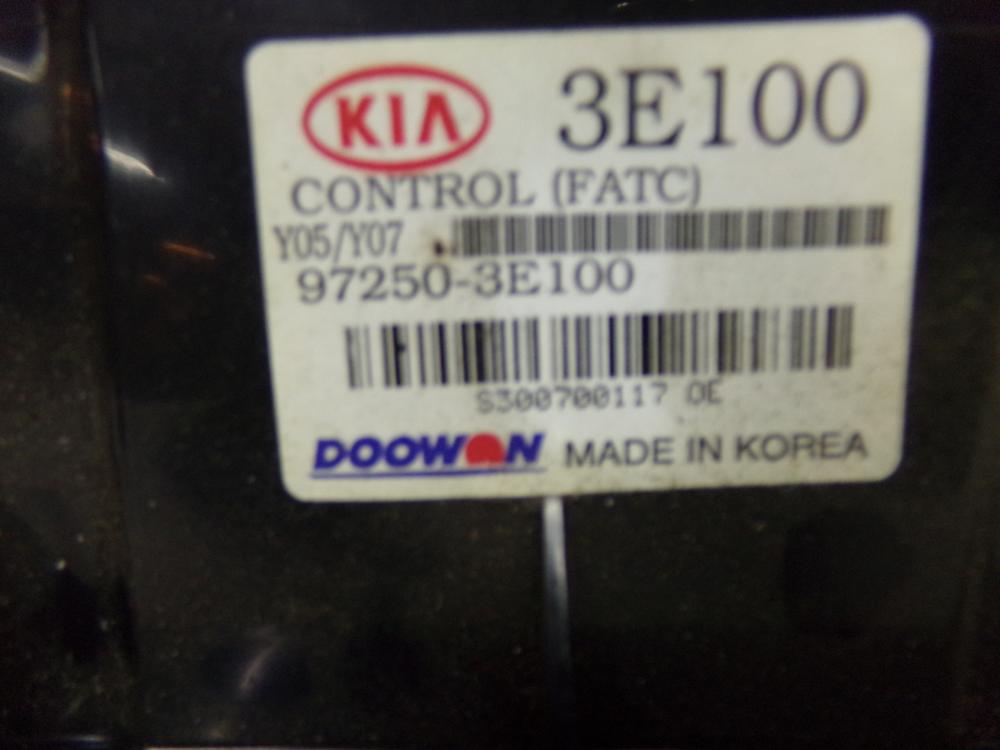 KIA 3E100
CONTROL (FATC)
Y05/Y07
97250-3E100
S300700117 OE
DOOWON MADE IN KOREA